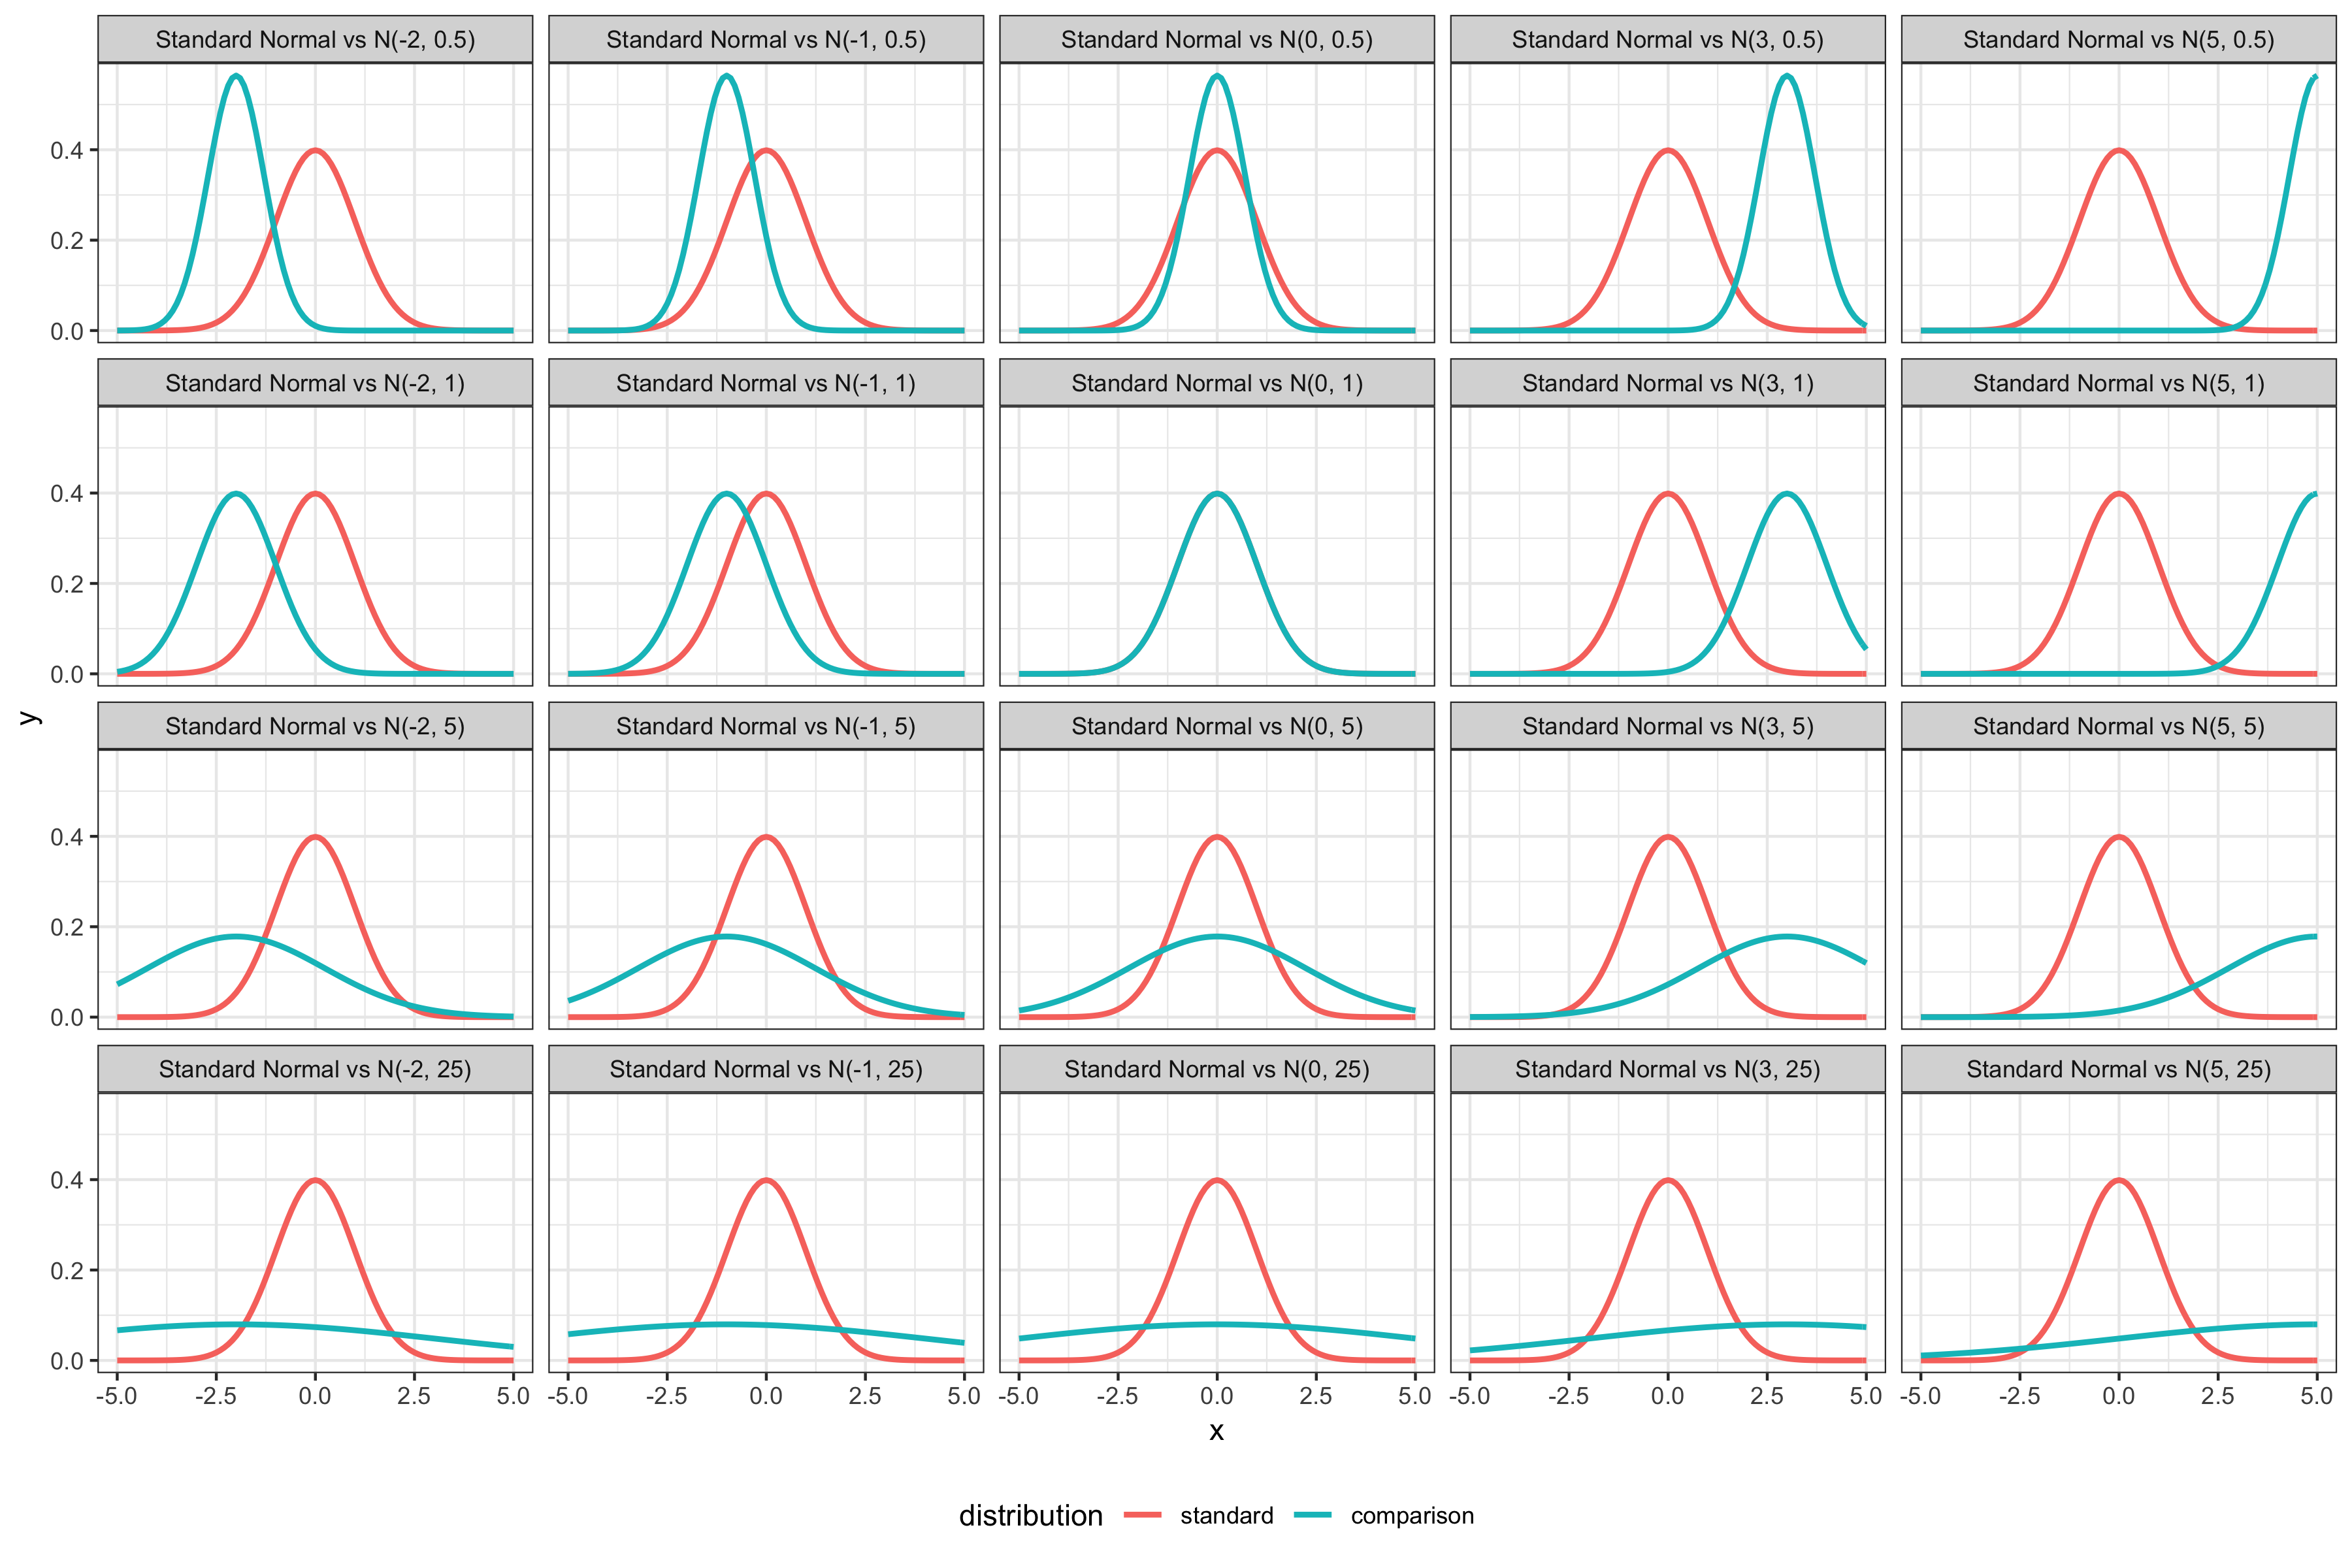 Standard Normal vs N(-2, 0.5)
Standard Normal vs N(-1, 0.5)
Standard Normal vs N(0, 0.5)
Standard Normal vs N(3, 0.5)
Standard Normal vs N(5, 0.5)
0.4
0.2
0.0
Standard Normal vs N(-2, 1)
Standard Normal vs N(-1, 1)
Standard Normal vs N(0, 1)
Standard Normal vs N(3, 1)
Standard Normal vs N(5, 1)
0.4
0.2
0.0
y
Standard Normal vs N(-2, 5)
Standard Normal vs N(-1, 5)
Standard Normal vs N(0, 5)
Standard Normal vs N(3, 5)
Standard Normal vs N(5, 5)
0.4
0.2
0.0
Standard Normal vs N(-2, 25)
Standard Normal vs N(-1, 25)
Standard Normal vs N(0, 25)
Standard Normal vs N(3, 25)
Standard Normal vs N(5, 25)
0.4
0.2
0.0
-5.0 -2.5 0.0 2.5 5.0
-5.0 -2.5 0.0 2.5 5.0
-5.0 -2.5 0.0 2.5 5.0
-5.0 -2.5 0.0 2.5 5.0
-5.0 -2.5 0.0 2.5 5.0
x
distribution standard comparison